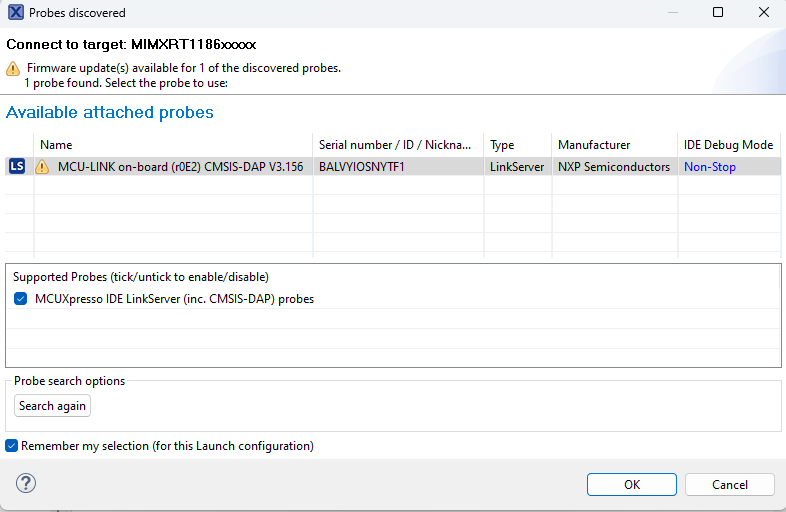 Probes discovered
Connect to target: MIMXRT1186xxxxx
Firmware update(s) available for 1 of the discovered probes.
1 probe found. Select the probe to use:
Available attached probes
Name Serial number / ID / Nickna... Type Manufacturer IDE Debug Mode
LS MCU-LINK on-board (r0E2) CMSIS-DAP V3.156 BALVYIOSNYTF1 LinkServer NXP Semiconductors Non-Stop
Supported Probes (tick/untick to enable/disable)
MCUXpresso IDE LinkServer (inc. CMSIS-DAP) probes
Probe search options
Search again
Remember my selection (for this Launch configuration)
? OK Cancel